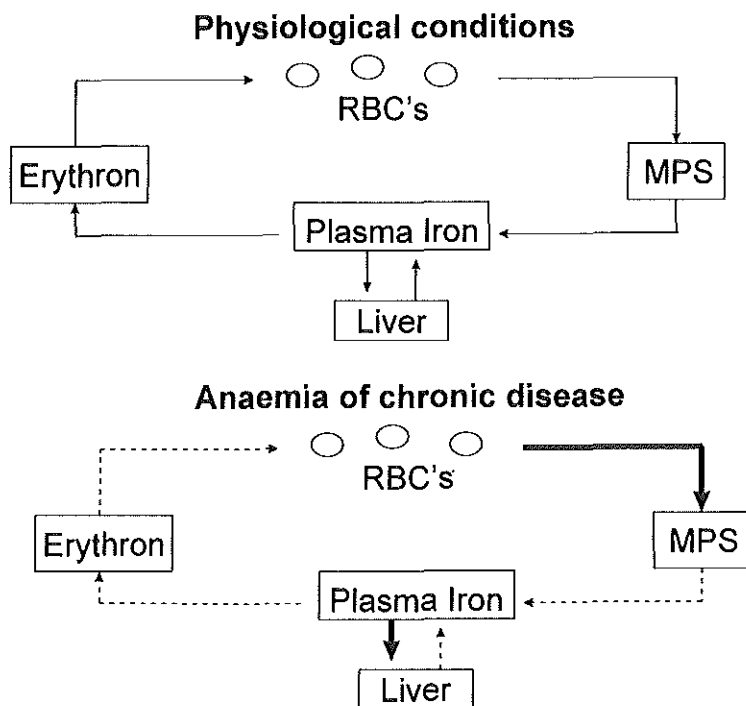 Physiological conditions
RBC's
Erythron
MPS
Plasma Iron
Liver
Anaemia of chronic disease
RBC's
Erythron
MPS
Plasma Iron
Liver